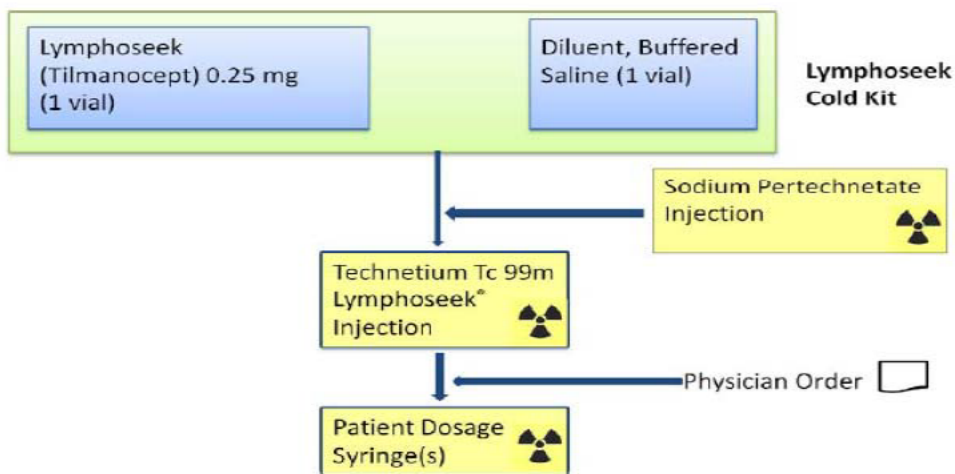 Lymphoseek
(Tilmanocept) 0.25 mg
(1 vial)
Diluent, Buffered
Saline (1 vial)
Lymphoseek
Cold Kit
Sodium Pertechnetate
Injection
Technetium Tc 99m
Lymphoseek®
Injection
Physician Order
Patient Dosage
Syringe(s)